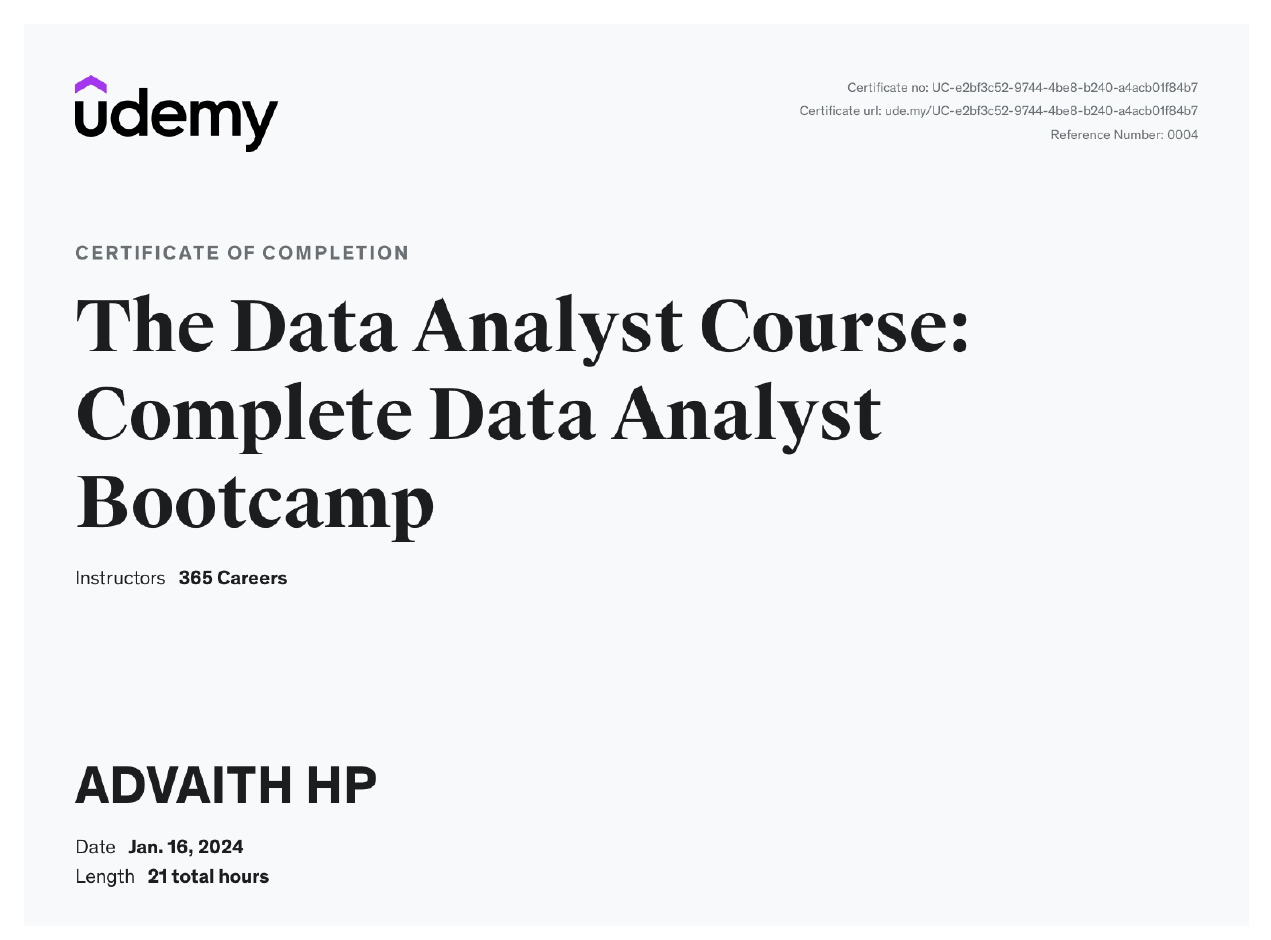 udemy
Certificate no: UC-e2bf3c52-9744-4be8-b240-a4acb01f84b7
Certificate url: ude.my/UC-e2bf3c52-9744-4be8-b240-a4acb01f84b7
Reference Number: 0004
CERTIFICATE OF COMPLETION
The Data Analyst Course:
Complete Data Analyst
Bootcamp
Instructors 365 Careers
ADVAITH HP
Date Jan. 16, 2024
Length 21 total hours